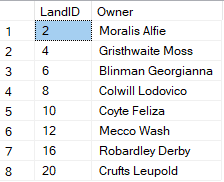 LandID Owner
1 2 Moralis Alfie
2 4 Gristhwaite Moss
3 6 Blinman Georgianna
4 8 Colwill Lodovico
5 10 Coyte Feliza
6 12 Mecco Wash
7 16 Robardley Derby
8 20 Crufts Leupold